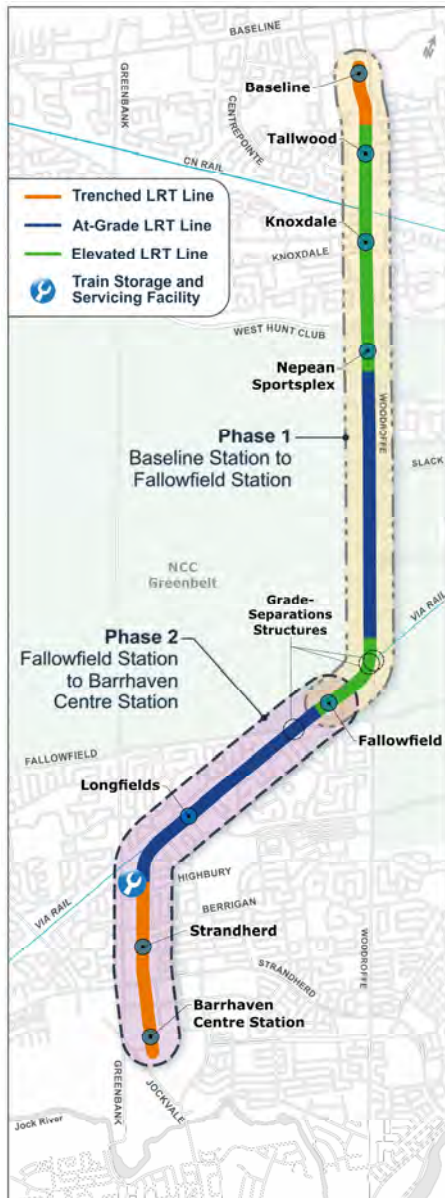 BASELINE
GREENBANK
Baseline
CENTREPOINTE
Tallwood
CN RAIL
Trenched LRT Line
At-Grade LRT Line
Elevated LRT Line
Train Storage and
Servicing Facility
Knoxdale
KNOXDALE
WEST HUNT CLUB
Nepean
Sportsplex
WOODROFFE
Phase 1
Baseline Station to
Fallowfield Station
SLACK
NCC
Greenbelt
Grade-
Separations
Structures
VIA RAIL
Phase 2
Fallowfield Station
to Barrhaven
Centre Station
Fallowfield
FALLOWFIELD
Longfields
HIGHBURY
VIA RAIL
BERRIGAN
Strandherd
STRANDHERD
WOODROFFE
Barrhaven
Centre Station
GREENBANK
JOCKVALE
Jock River